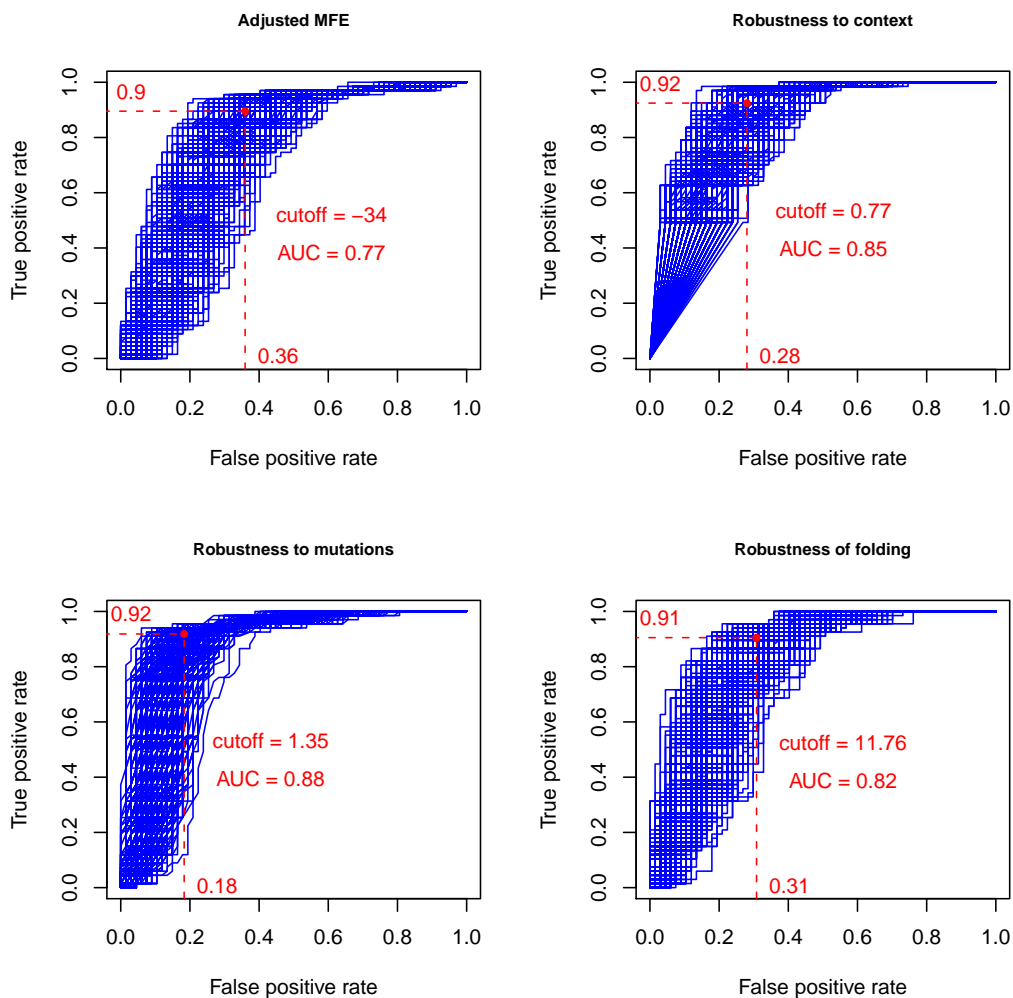 Adjusted MFE
0.9
cutoff = −34
AUC = 0.77
0.36
True positive rate
0.0 0.2 0.4 0.6 0.8 1.0
0.0 0.2 0.4 0.6 0.8 1.0
False positive rate
Robustness to context
0.92
cutoff = 0.77
AUC = 0.85
0.28
True positive rate
0.0 0.2 0.4 0.6 0.8 1.0
0.0 0.2 0.4 0.6 0.8 1.0
False positive rate
Robustness to mutations
0.92
cutoff = 1.35
AUC = 0.88
0.18
True positive rate
0.0 0.2 0.4 0.6 0.8 1.0
0.0 0.2 0.4 0.6 0.8 1.0
False positive rate
Robustness of folding
0.91
cutoff = 11.76
AUC = 0.82
0.31
True positive rate
0.0 0.2 0.4 0.6 0.8 1.0
0.0 0.2 0.4 0.6 0.8 1.0
False positive rate